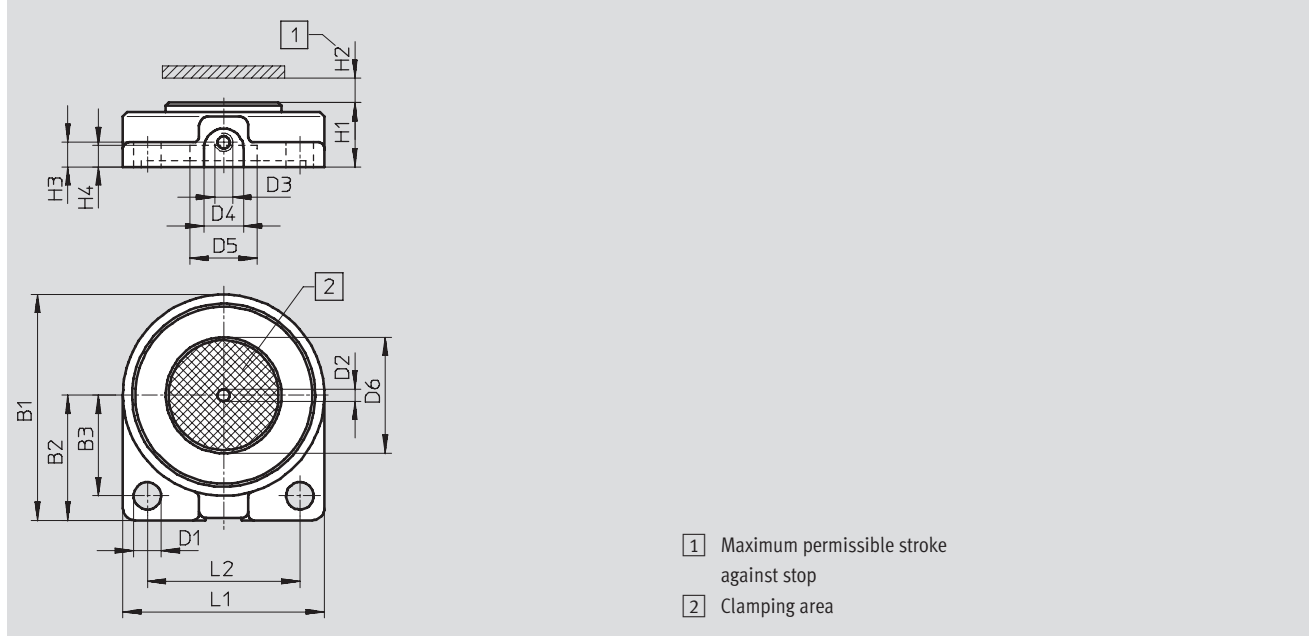 1
H2
H1
H3
H4
D3
D4
D5
2
D2
D6
B1
B2
B3
D1
L2
L1
1 Maximum permissible stroke
against stop
2 Clamping area